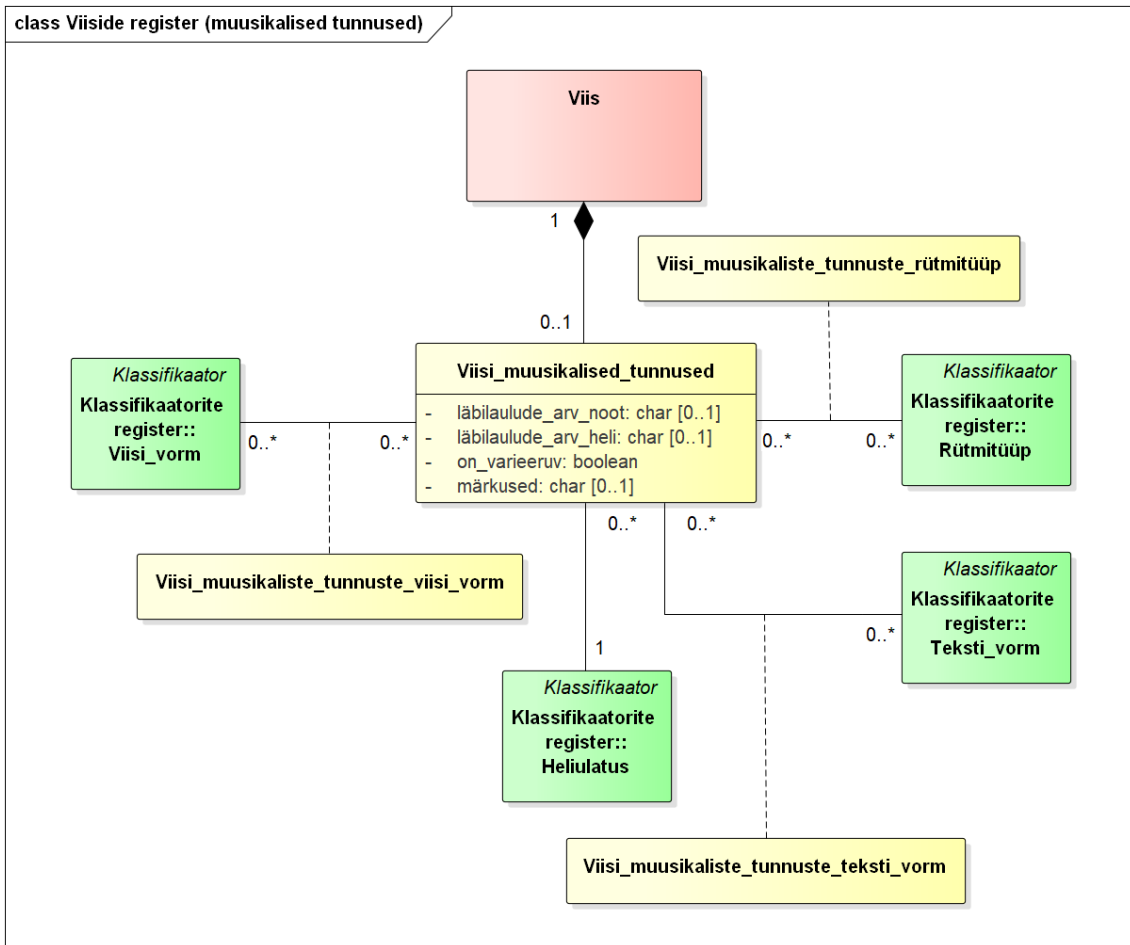 class Viiside register (muusikalised tunnused)
Viis
1
0..1
Viisi_muusikaliste_tunnuste_rütmitüüp
Klassifikaator
Klassifikaatorite
register::
Viisi_vorm
0..*
0..*
Viisi_muusikalised_tunnused
- läbilaulude_arv_noot: char [0..1]
- läbilaulude_arv_heli: char [0..1]
- on_varieeruv: boolean
- märkused: char [0..1]
0..*
0..*
Klassifikaator
Klassifikaatorite
register::
Rütmitüüp
Viisi_muusikaliste_tunnuste_viisi_vorm
0..*
0..*
1
Klassifikaator
Klassifikaatorite
register::
Heliulatus
0..*
Klassifikaator
Klassifikaatorite
register::
Teksti_vorm
Viisi_muusikaliste_tunnuste_teksti_vorm